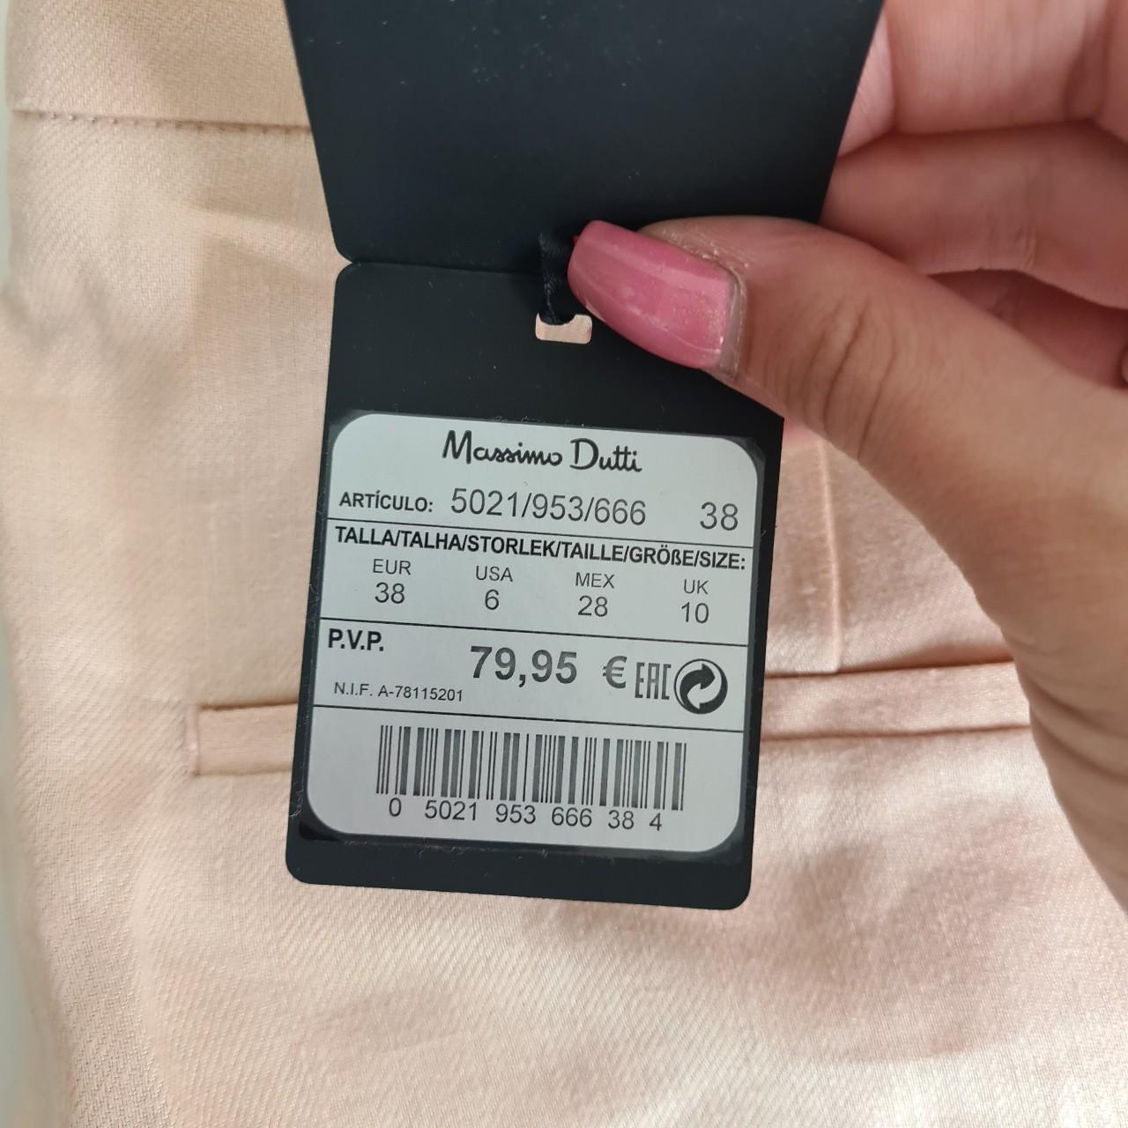 Massimo Dutti
ARTÍCULO: 5021/953/666 38
TALLA/TALHA/STORLEK/TAILLE/GRÖßE/SIZE:
EUR USA MEX UK
38 6 28 10
P.V.P. 79,95 € EAC
N.I.F. A-78115201
0 5021 953 666 38 4